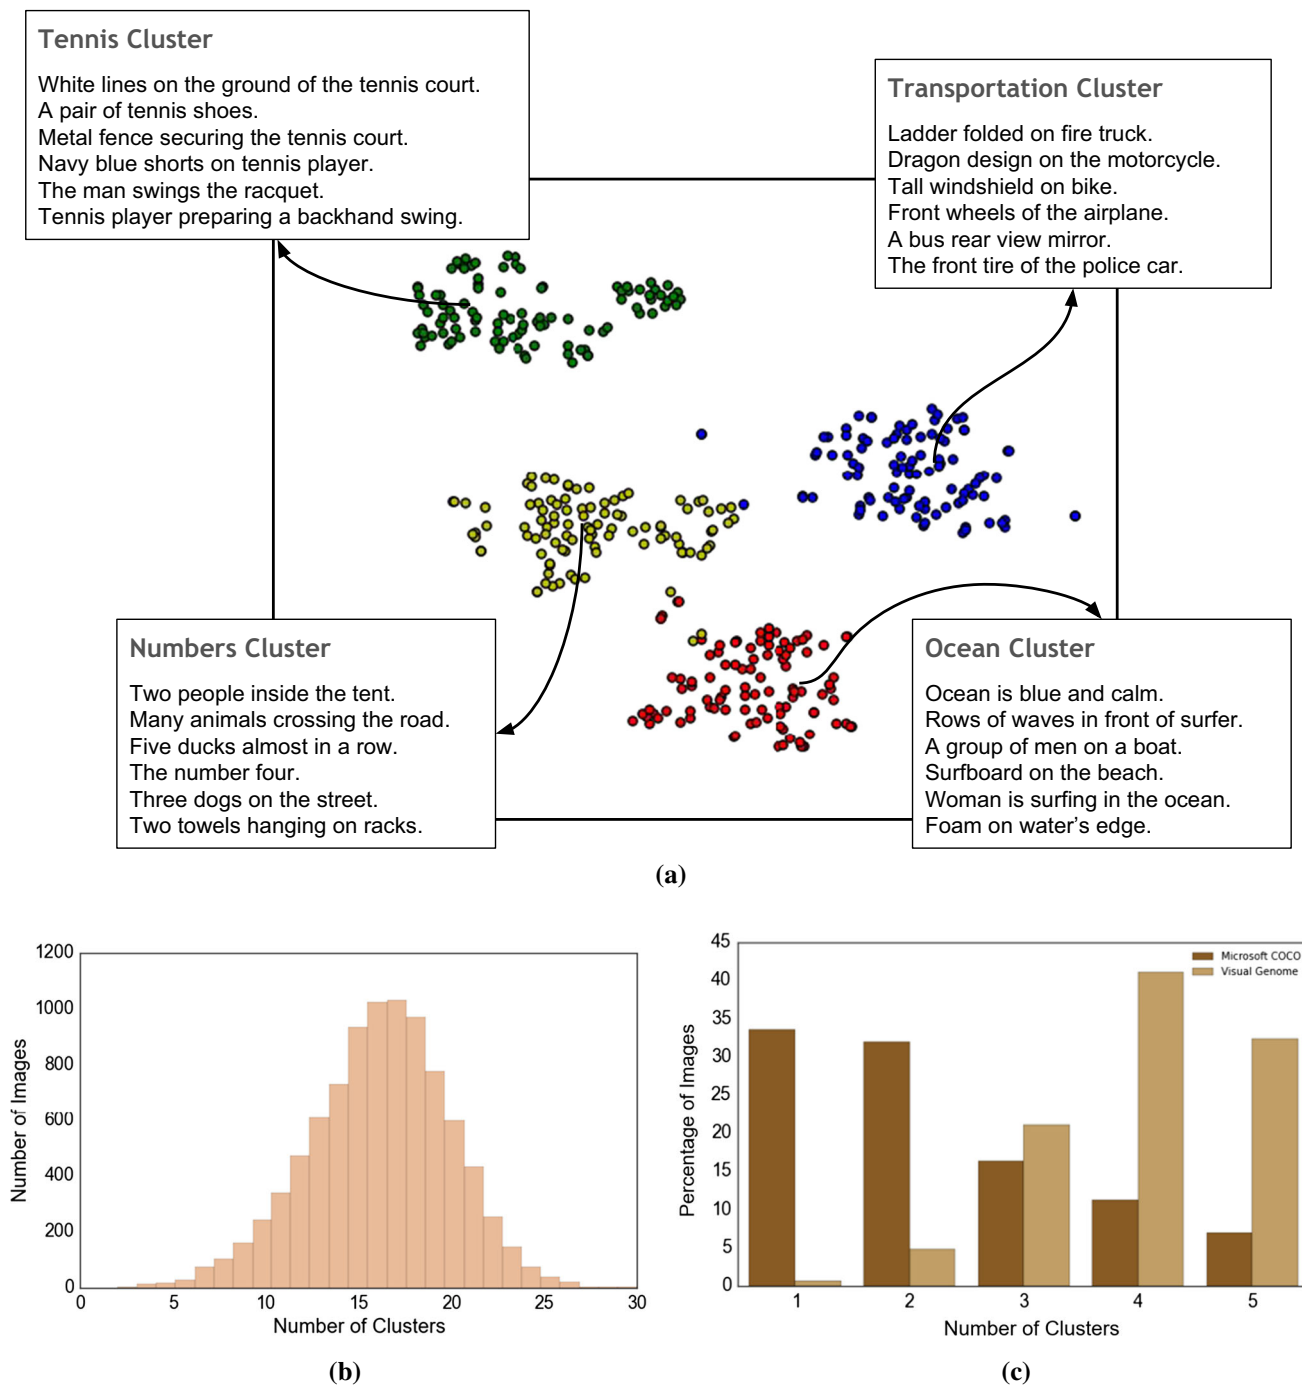 Tennis Cluster
White lines on the ground of the tennis court.
A pair of tennis shoes.
Metal fence securing the tennis court.
Navy blue shorts on tennis player.
The man swings the racquet.
Tennis player preparing a backhand swing.
Transportation Cluster
Ladder folded on fire truck.
Dragon design on the motorcycle.
Tall windshield on bike.
Front wheels of the airplane.
A bus rear view mirror.
The front tire of the police car.
Numbers Cluster
Two people inside the tent.
Many animals crossing the road.
Five ducks almost in a row.
The number four.
Three dogs on the street.
Two towels hanging on racks.
Ocean Cluster
Ocean is blue and calm.
Rows of waves in front of surfer.
A group of men on a boat.
Surfboard on the beach.
Woman is surfing in the ocean.
Foam on water's edge.
(a)
1200
1000
800
600
400
200
0
Number of Images
0 5 10 15 20 25 30
Number of Clusters
(b)
45
40
35
30
25
20
15
10
5
0
Percentage of Images
Microsoft COCO
Visual Genome
1 2 3 4 5
Number of Clusters
(c)